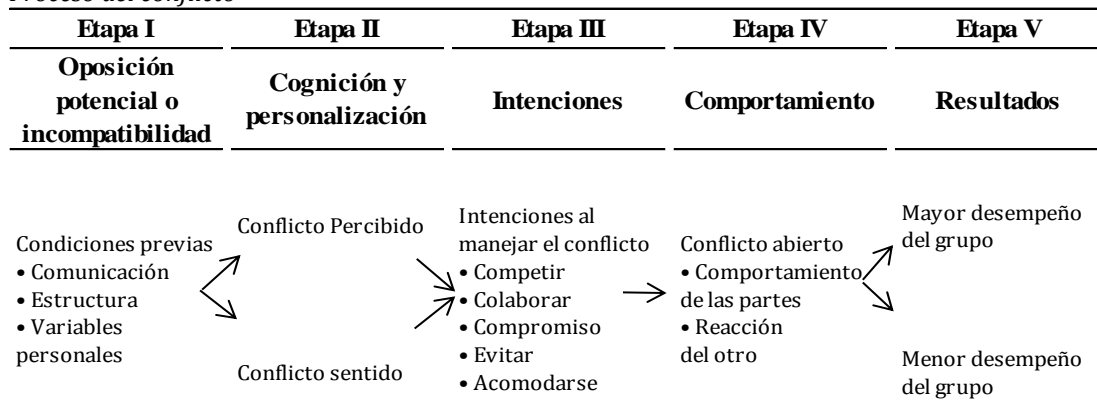 Proceso del conflicto
Etapa I
Etapa II
Etapa III
Etapa IV
Etapa V
Oposición
potencial o
incompatibilidad
Cognición y
personalización
Intenciones
Comportamiento
Resultados
Condiciones previas
• Comunicación
• Estructura
• Variables
personales
Conflicto Percibido
Conflicto sentido
Intenciones al
manejar el conflicto
• Competir
• Colaborar
• Compromiso
• Evitar
• Acomodarse
Conflicto abierto
• Comportamiento
de las partes
• Reacción
del otro
Mayor desempeño
del grupo
Menor desempeño
del grupo